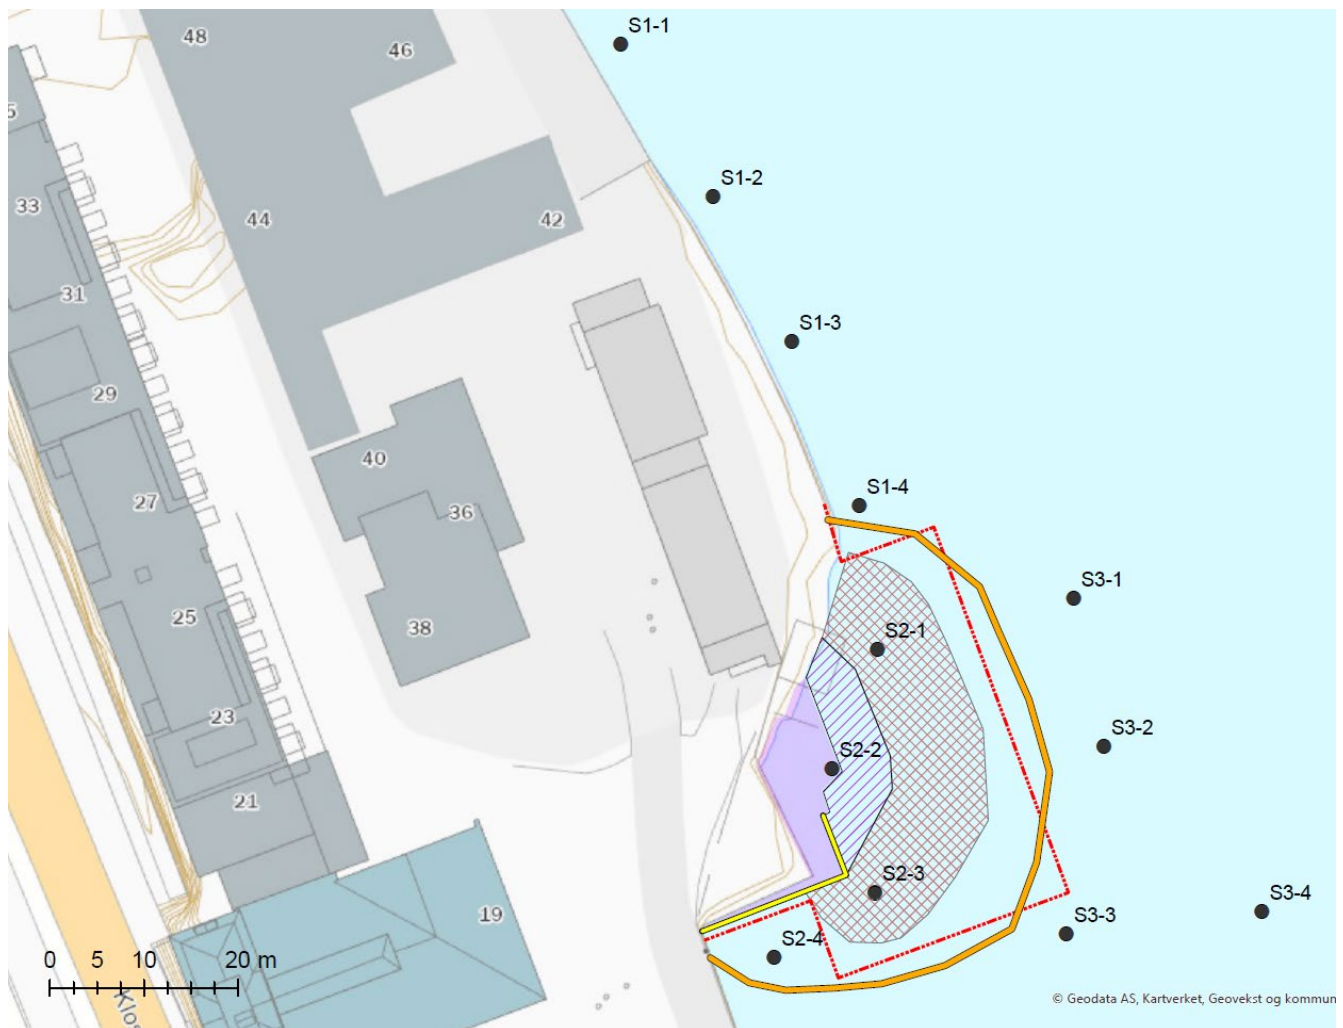 S1-1
48
46
5
S1-2
33
44
42
31
S1-3
29
40
27
36
S1-4
S3-1
25
38
S2-1
23
S3-2
S2-2
21
S2-3
19
S3-3
S3-4
S2-4
0 5 10 20 m
Klos
© Geodata AS, Kartverket, Geovekst og kommun